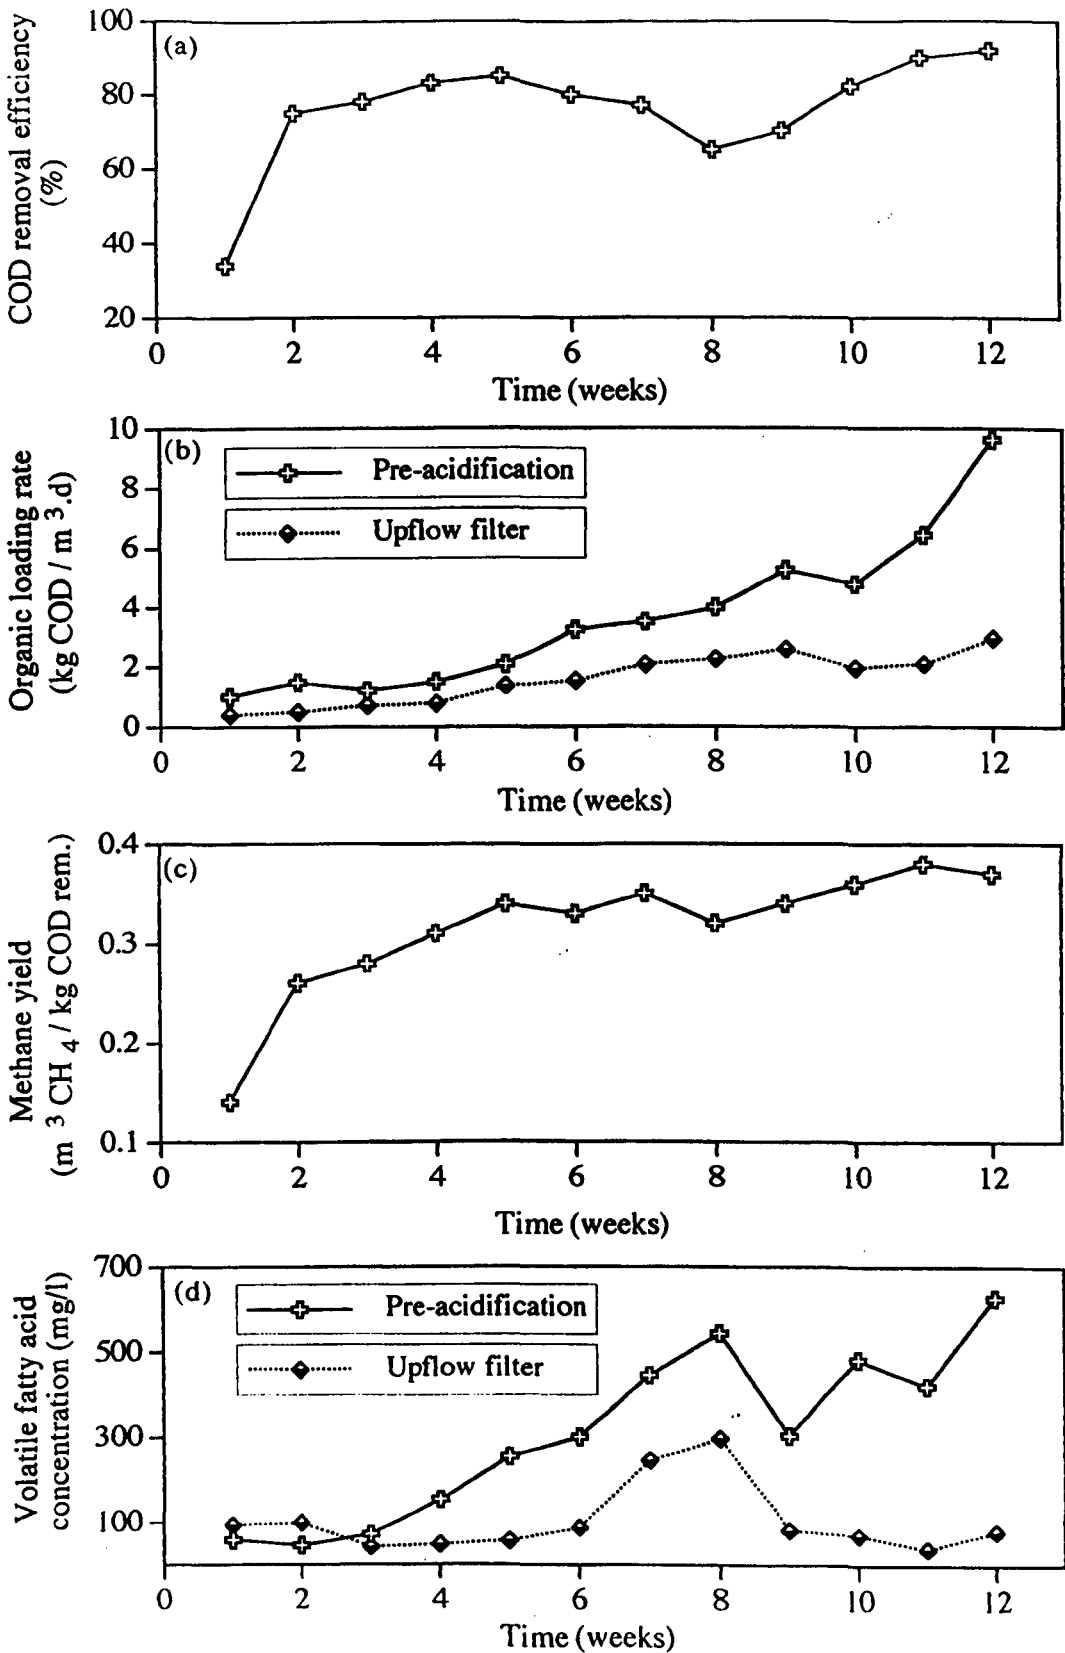 (a)
COD removal efficiency
(%)
100
80
60
40
20
0 2 4 6 8 10 12
Time (weeks)
(b)
Organic loading rate
(kg COD / m 3.d)
Pre-acidification
Upflow filter
10
8
6
4
2
0
0 2 4 6 8 10 12
Time (weeks)
(c)
Methane yield
(m 3 CH 4 / kg COD rem.)
0.4
0.3
0.2
0.1
0 2 4 6 8 10 12
Time (weeks)
(d)
Volatile fatty acid
concentration (mg/l)
Pre-acidification
Upflow filter
700
500
300
100
0 2 4 6 8 10 12
Time (weeks)